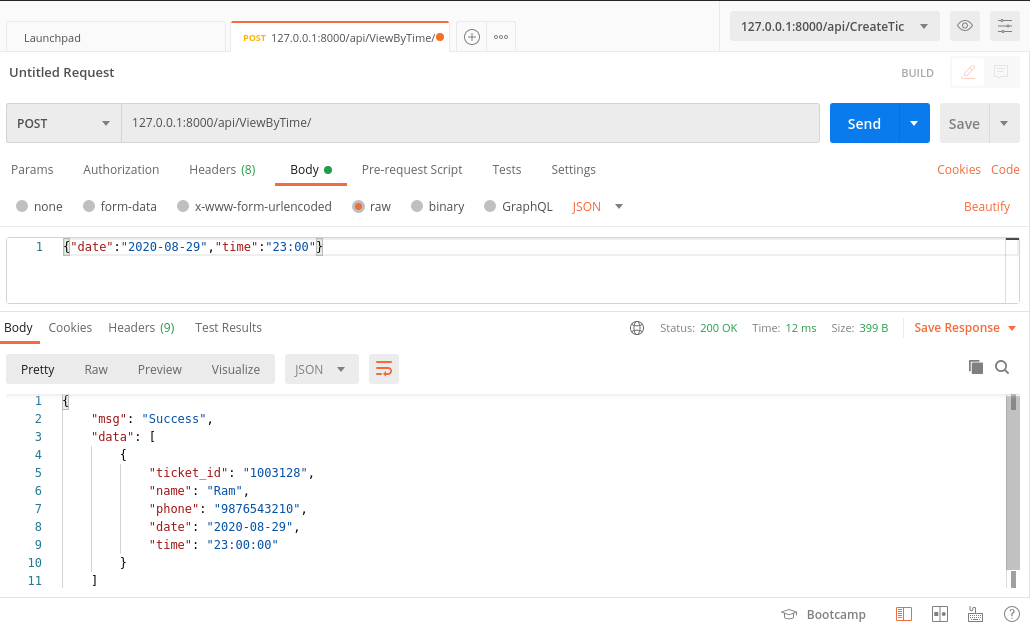 Launchpad POST 127.0.0.1:8000/api/ViewByTime/ 127.0.0.1:8000/api/CreateTic
Untitled Request BUILD
POST 127.0.0.1:8000/api/ViewByTime/ Send Save
Params Authorization Headers (8) Body Pre-request Script Tests Settings Cookies Code
none form-data x-www-form-urlencoded raw binary GraphQL JSON Beautify
1 {"date":"2020-08-29","time":"23:00"}
Body Cookies Headers (9) Test Results Status: 200 OK Time: 12 ms Size: 399 B Save Response
Pretty Raw Preview Visualize JSON
1 {
2 "msg": "Success",
3 "data": [
4 {
5 "ticket_id": "1003128",
6 "name": "Ram",
7 "phone": "9876543210",
8 "date": "2020-08-29",
9 "time": "23:00:00"
10 }
11 ]
Bootcamp